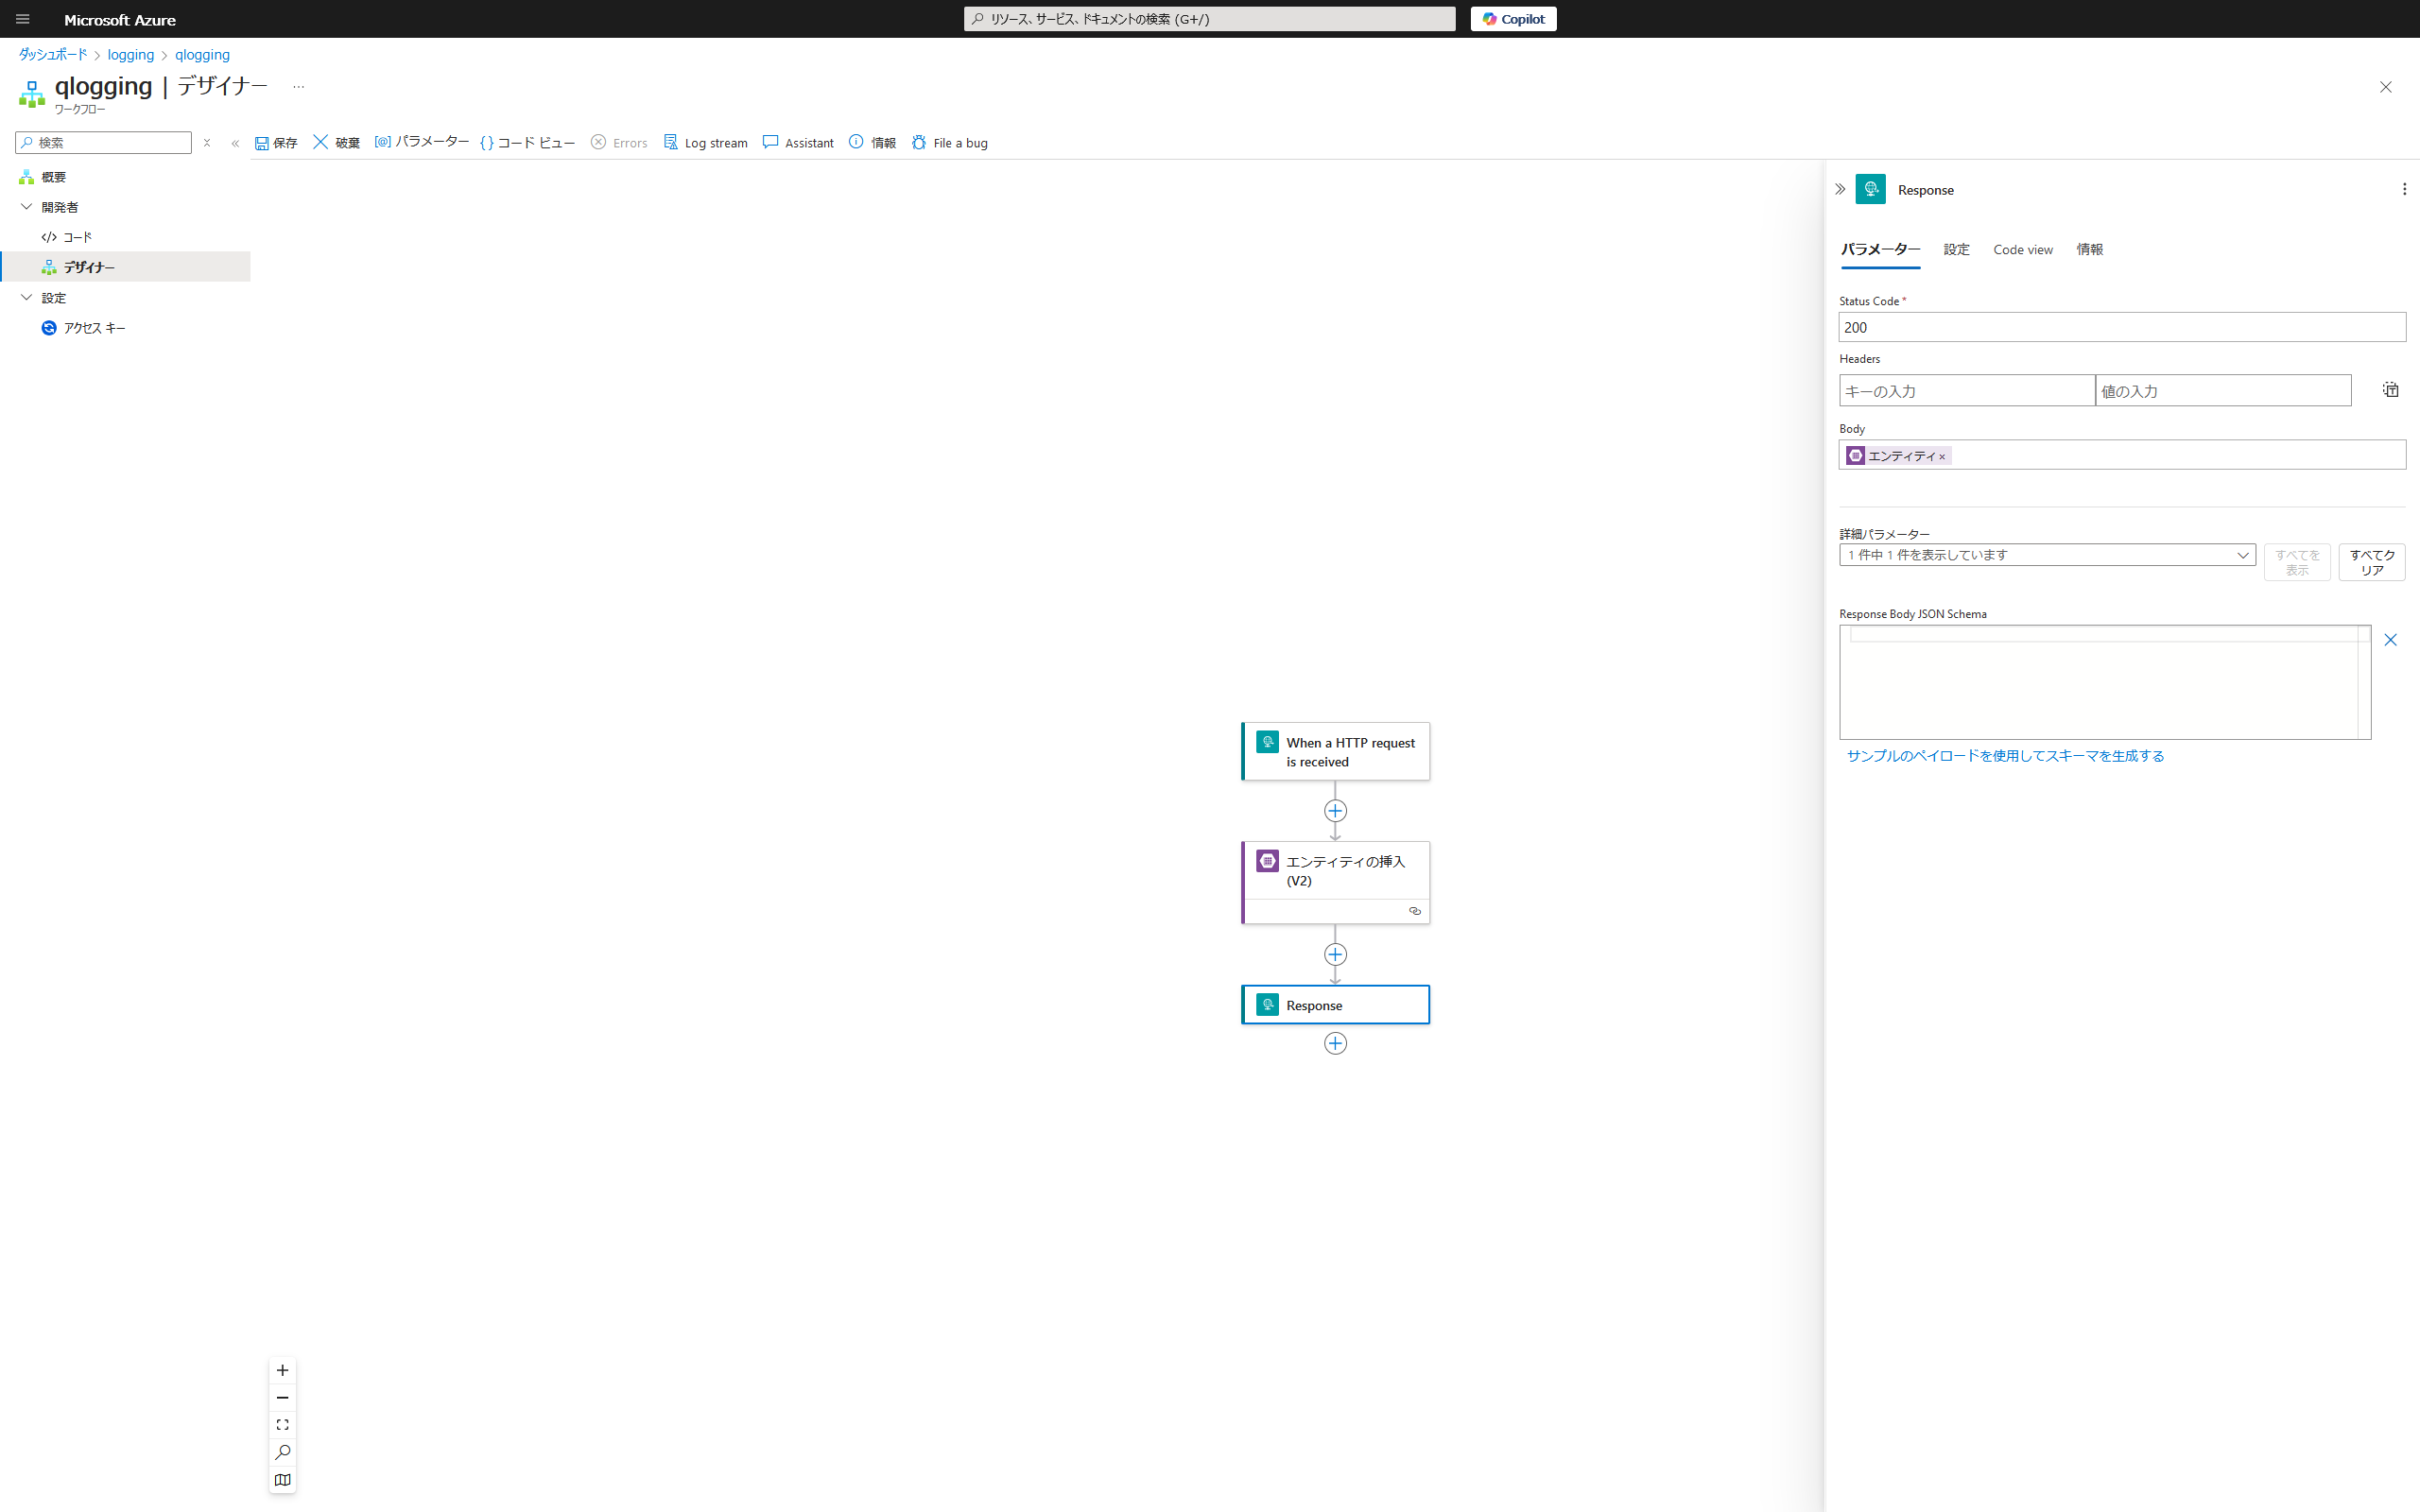 Microsoft Azure
リソース、サービス、ドキュメントの検索 (G+/)
Copilot
ダッシュボード
logging
qlogging
qlogging | デザイナー
ワークフロー
検索
保存
破棄
パラメーター
コード ビュー
Errors
Log stream
Assistant
情報
File a bug
概要
開発者
コード
デザイナー
設定
アクセス キー
When a HTTP request
is received
エンティティの挿入
(V2)
Response
Response
パラメーター
設定
Code view
情報
Status Code *
200
Headers
キーの入力
値の入力
Body
エンティティ ×
詳細パラメーター
1 件中 1 件を表示しています
すべてを
表示
すべてク
リア
Response Body JSON Schema
サンプルのペイロードを使用してスキーマを生成する